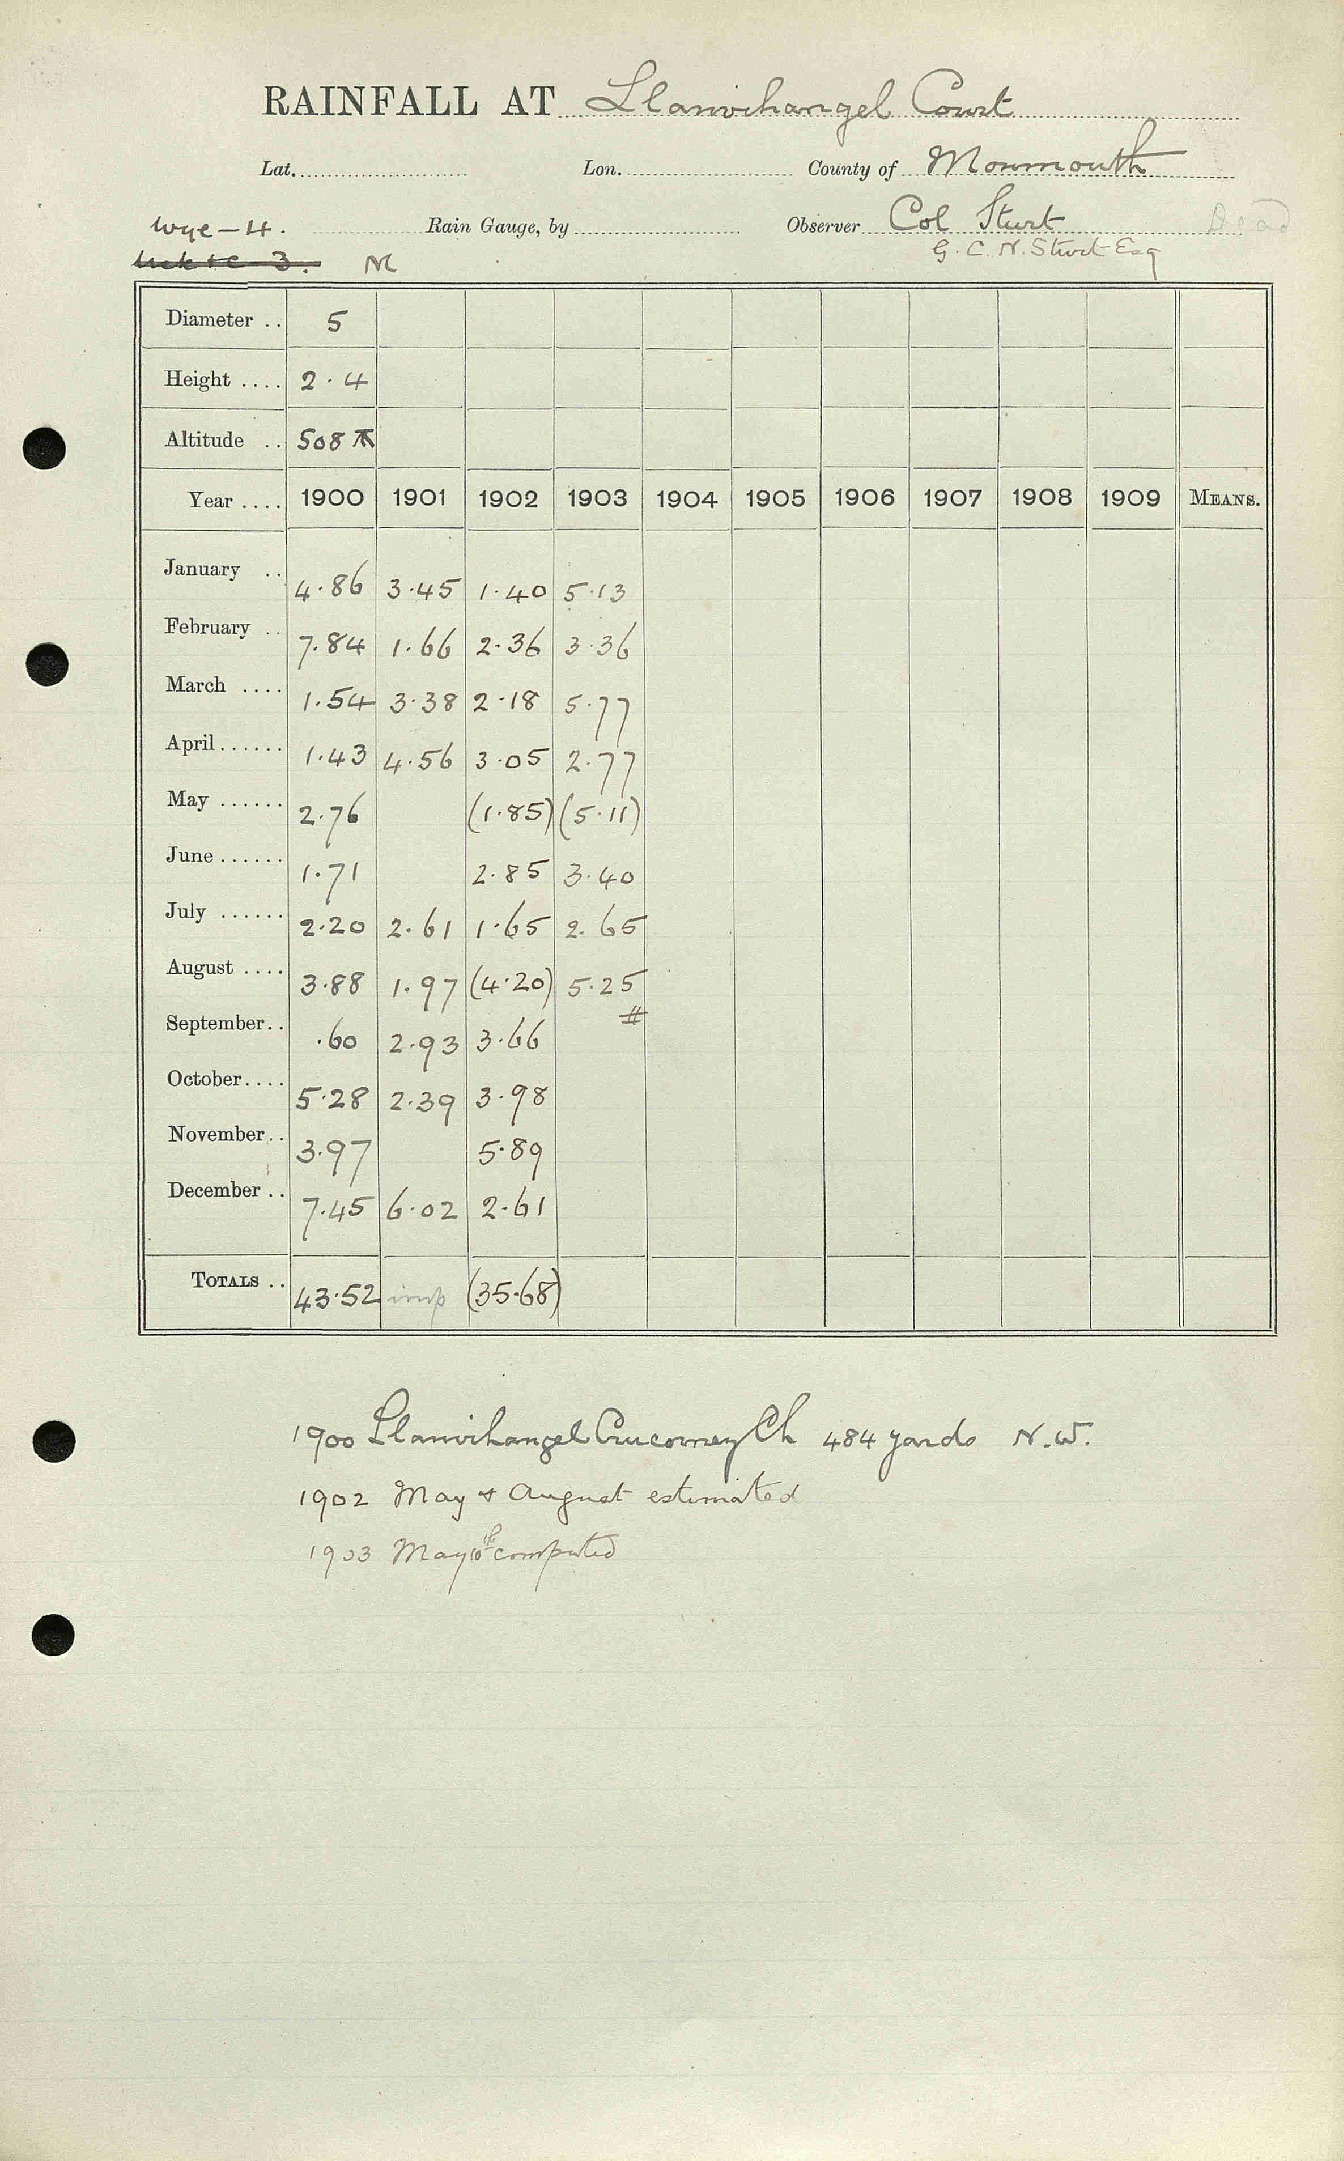 RAINFALL AT Llanvihangel Court
Lat. Lon. County of Monmouth
Wye - 4. Rain Gauge, by Observer Col Sturt Dead
G. C. N. Sturt Esq
M
Diameter .. 5
Height .... 2.4
Altitude .. 508
Year .... 1900 1901 1902 1903 1904 1905 1906 1907 1908 1909 MEANS.
January .. 4.86 3.45 1.40 5.13
February .. 7.84 1.66 2.36 3.36
March .... 1.54 3.38 2.18 5.77
April ...... 1.43 4.56 3.05 2.77
May ...... 2.76 (1.85) (5.11)
June ...... 1.71 2.85 3.40
July ...... 2.20 2.61 1.65 2.65
August .... 3.88 1.97 (4.20) 5.25
#
September.. .60 2.93 3.66
October.... 5.28 2.39 3.98
November.. 3.97 5.89
December .. 7.45 6.02 2.61
TOTALS .. 43.52 imp (35.68)
1900 Llanvihangel Crucorney Ch 484 yards N.W.
1902 May & August estimated
1903 May computed